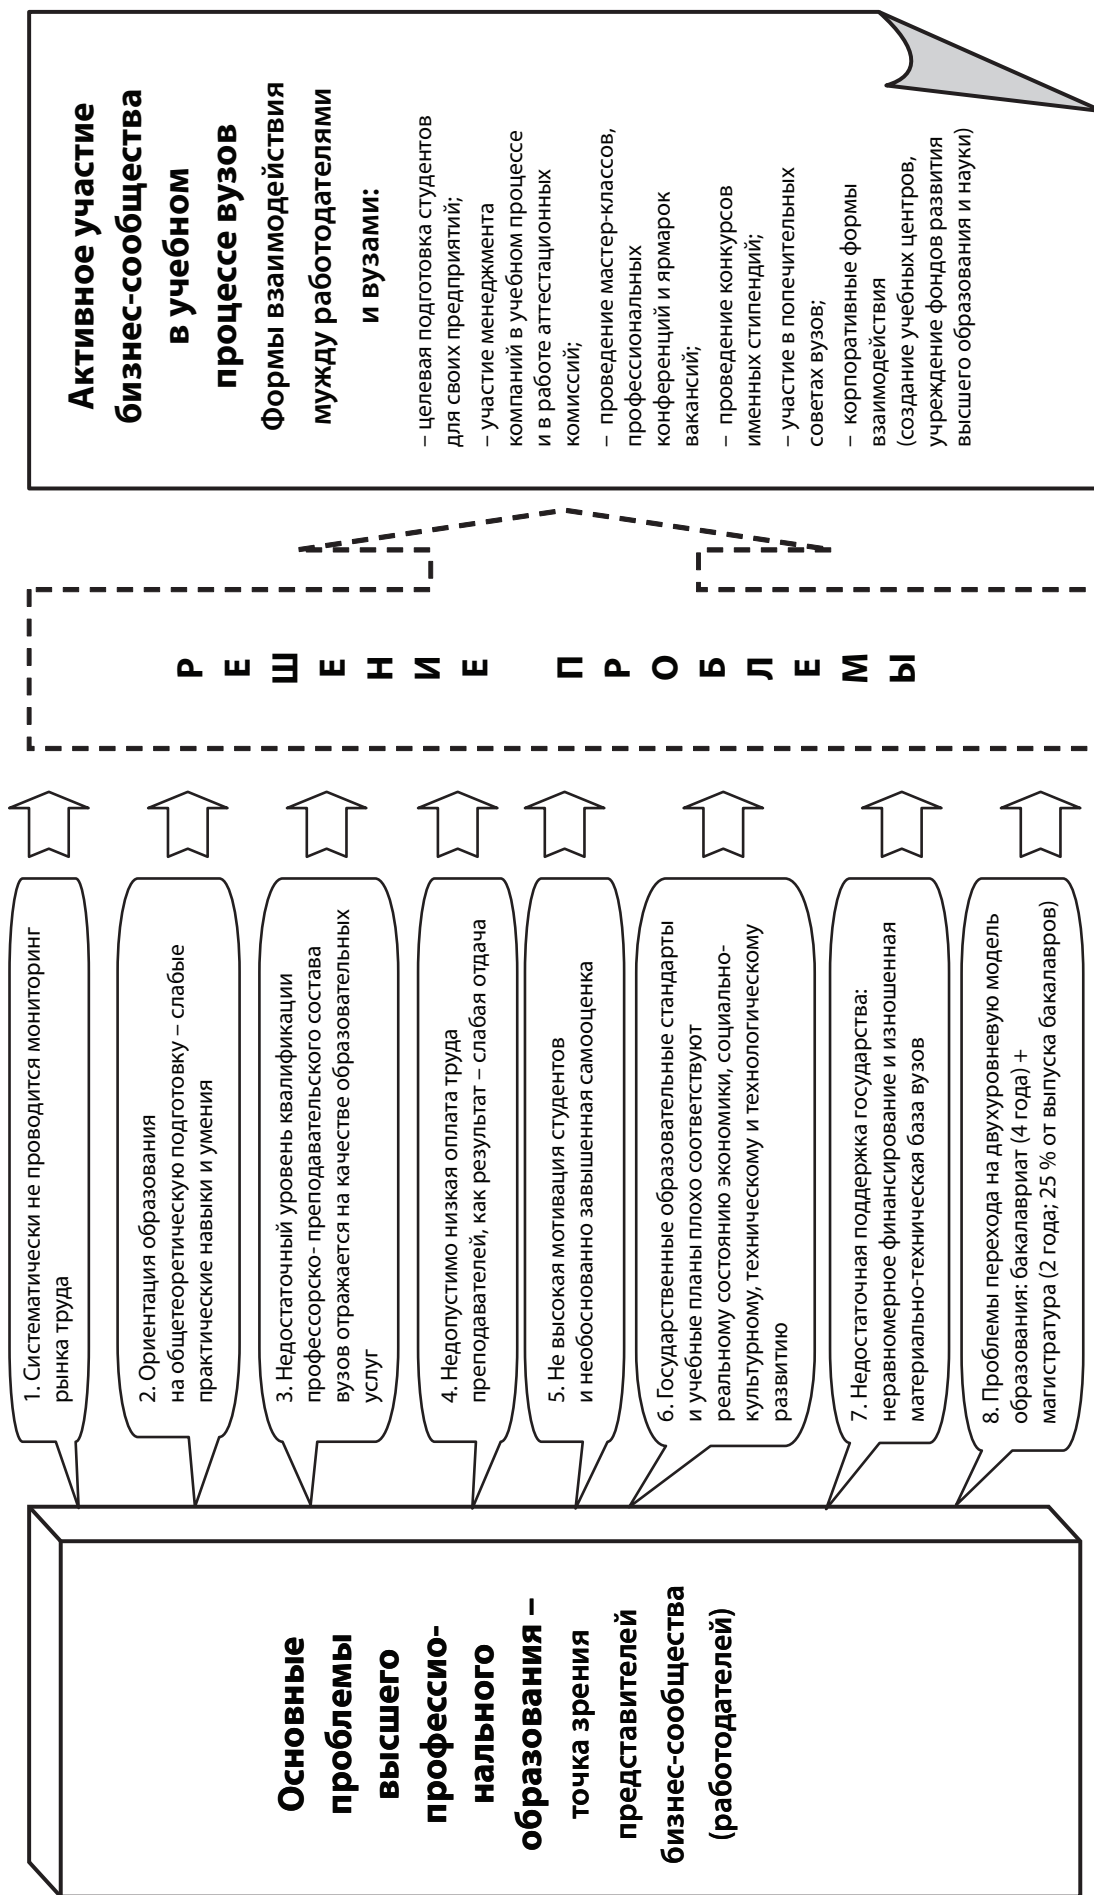 Основные
проблемы
высшего
профессио-
нального
образования –
точка зрения
представителей
бизнес-сообщества
(работодателей)
1. Систематически не проводится мониторинг
рынка труда
2. Ориентация образования
на общетеоретическую подготовку – слабые
практические навыки и умения
3. Недостаточный уровень квалификации
профессорско- преподавательского состава
вузов отражается на качестве образовательных
услуг
4. Недопустимо низкая оплата труда
преподавателей, как результат – слабая отдача
5. Не высокая мотивация студентов
и необоснованно завышенная самооценка
6. Государственные образовательные стандарты
и учебные планы плохо соответствуют
реальному состоянию экономики, социально-
культурному, техническому и технологическому
развитию
7. Недостаточная поддержка государства:
неравномерное финансирование и изношенная
материально-техническая база вузов
8. Проблемы перехода на двухуровневую модель
образования: бакалавриат (4 года) +
магистратура (2 года; 25 % от выпуска бакалавров)
РЕШЕНИЕ ПРОБЛЕМЫ
Активное участие
бизнес-сообщества
в учебном
процессе вузов
Формы взаимодействия
мужду работодателями
и вузами:
– целевая подготовка студентов
для своих предприятий;
– участие менеджмента
компаний в учебном процессе
и в работе аттестационных
комиссий;
– проведение мастер-классов,
профессиональных
конференций и ярмарок
вакансий;
– проведение конкурсов
именных стипендий;
– участие в попечительных
советах вузов;
– корпоративные формы
взаимодействия
(создание учебных центров,
учреждение фондов развития
высшего образования и науки)